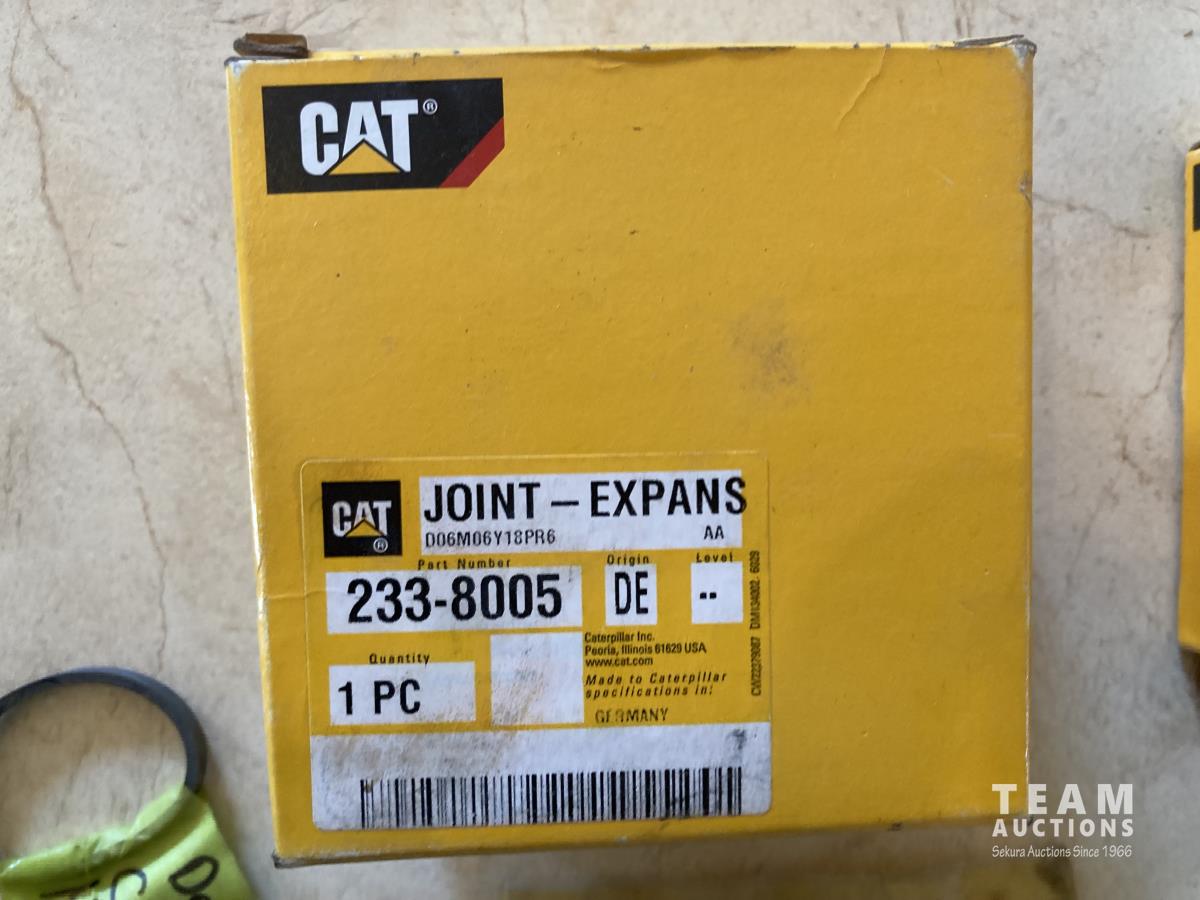 CAT®
CAT
®
JOINT – EXPANS
D06M06Y18PR6 AA
Part Number Origin Level
233-8005 DE --
Caterpillar Inc.
Peoria, Illinois 61629 USA
www.cat.com
Quantity
1 PC
Made to Caterpillar
specifications in:
GERMANY
TEAM
AUCTIONS
Sekura Auctions Since 1966